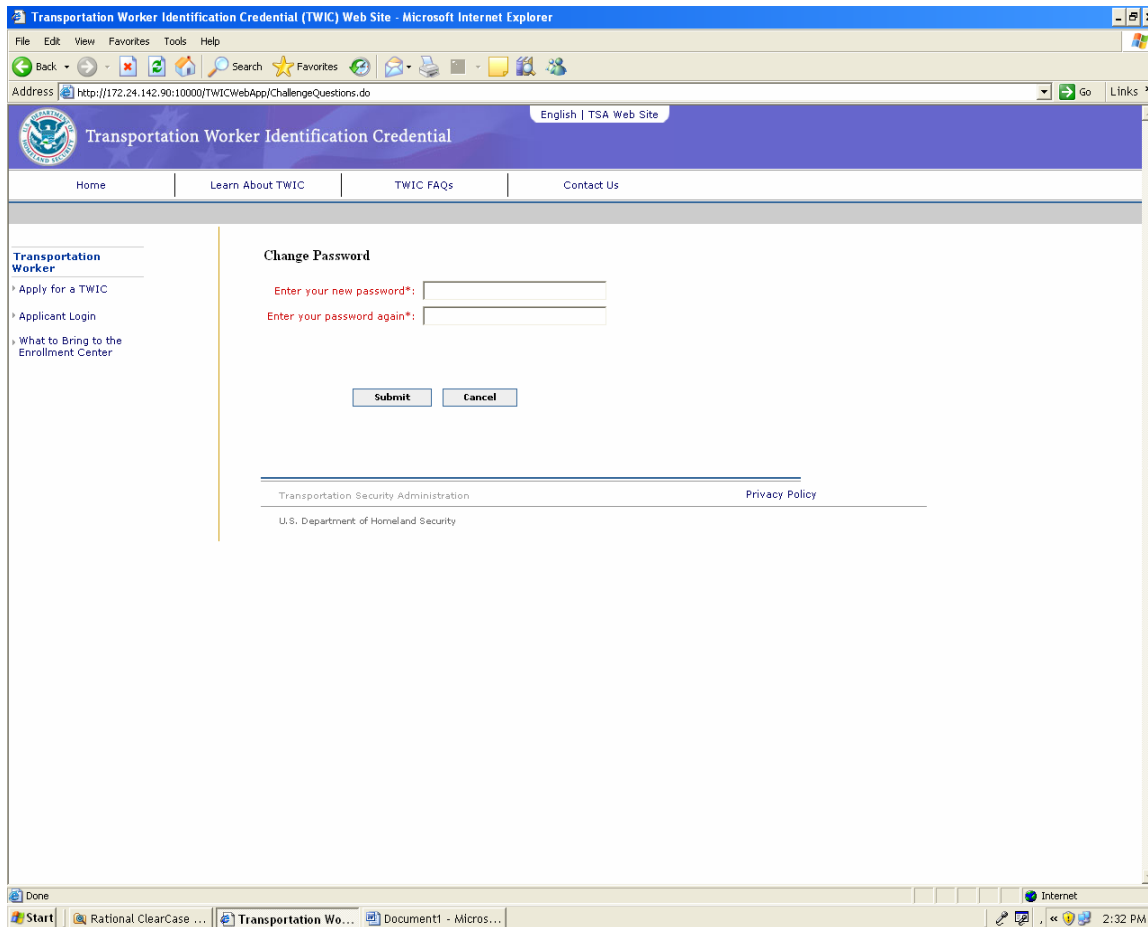 Transportation Worker Identification Credential (TWIC) Web Site - Microsoft Internet Explorer
File Edit View Favorites Tools Help
Back Search Favorites
Address http://172.24.142.90:10000/TWICWebApp/ChallengeQuestions.do Go Links
English | TSA Web Site
Transportation Worker Identification Credential
Home Learn About TWIC TWIC FAQs Contact Us
Transportation
Worker
Apply for a TWIC
Applicant Login
What to Bring to the
Enrollment Center
Change Password
Enter your new password*:
Enter your password again*:
Submit Cancel
Transportation Security Administration Privacy Policy
U.S. Department of Homeland Security
Done Internet
Start Rational ClearCase ... Transportation Wo... Document1 - Micros... 2:32 PM